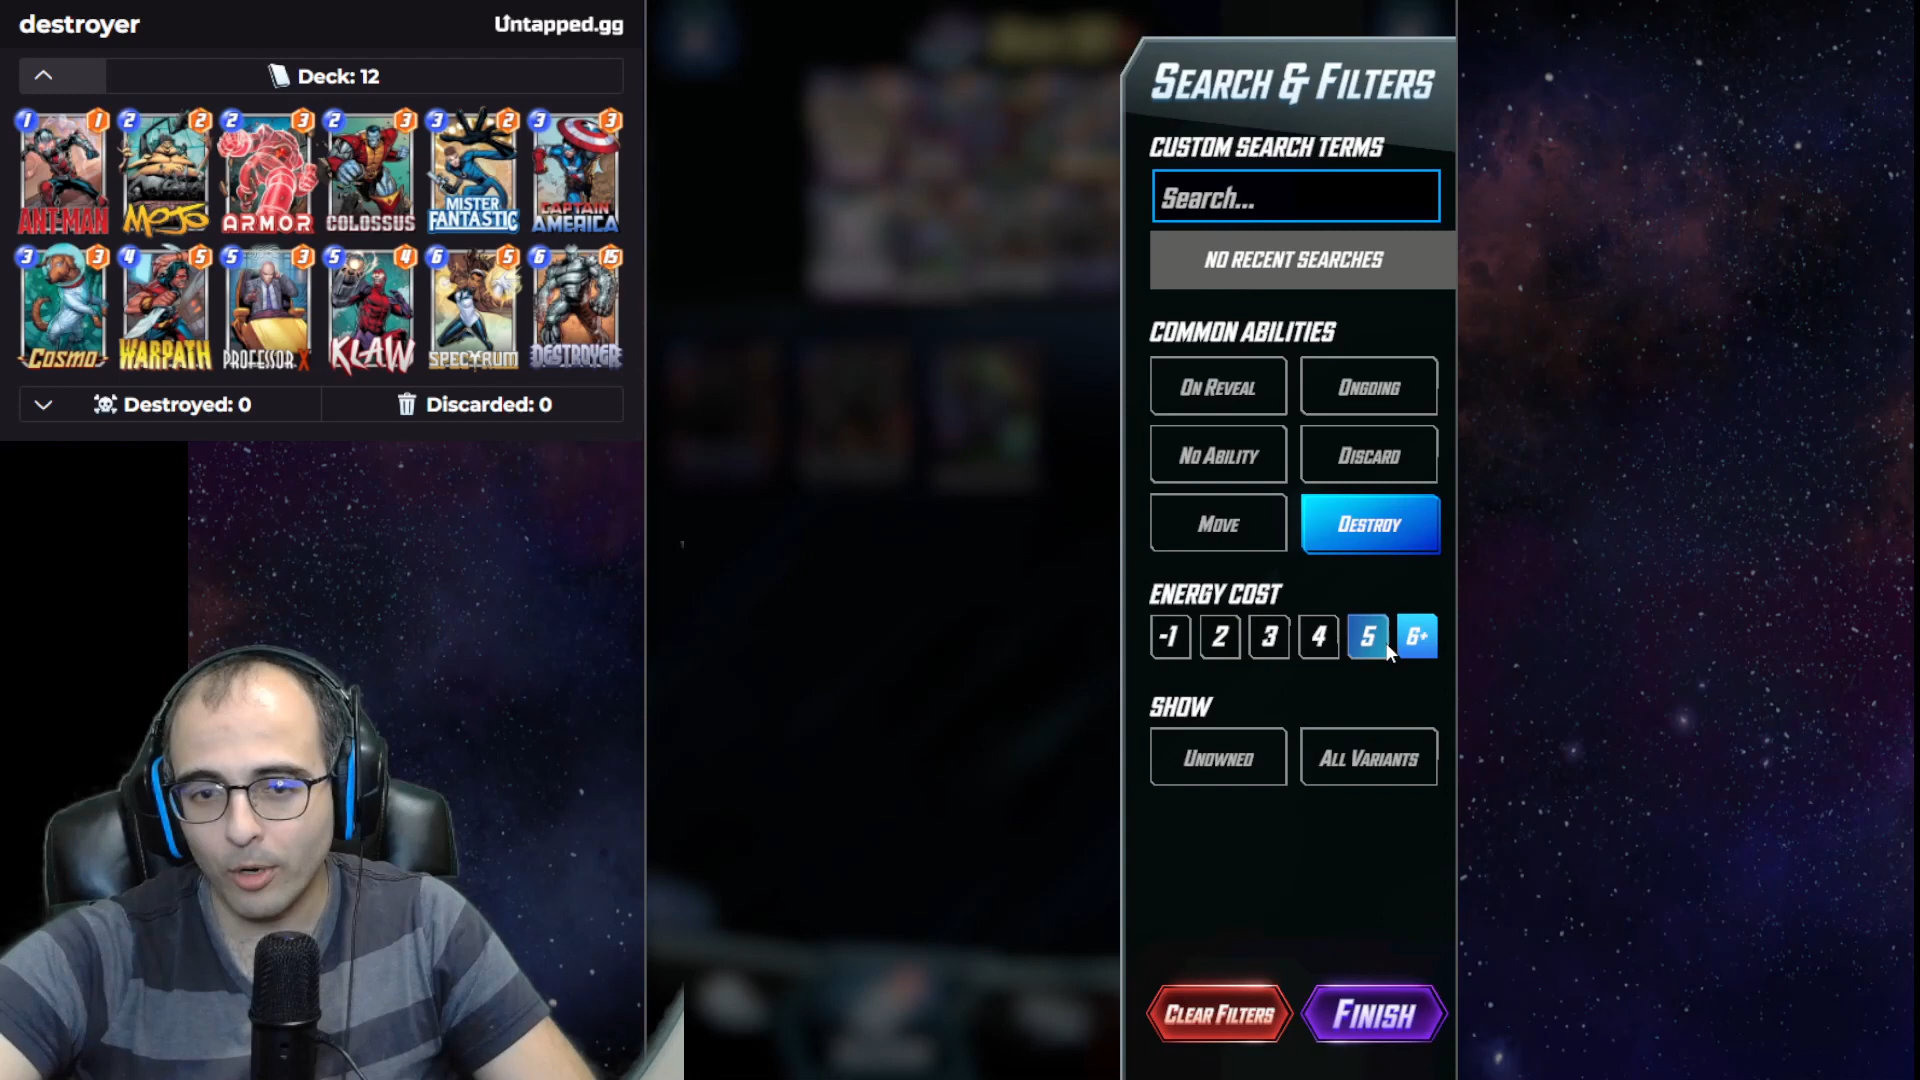 destroyer
Untapped.gg
Deck: 12
1 1 2 2 2 3 2 3 3 2 3 3
ANT-MAN MOJO ARMOR COLOSSUS MISTER FANTASTIC CAPTAIN AMERICA
3 3 4 5 5 3 5 4 6 5 6 15
COSMO WARPATH PROFESSOR X KLAW SPECTRUM DESTROYER
Destroyed: 0
Discarded: 0
SEARCH & FILTERS
CUSTOM SEARCH TERMS
Search...
NO RECENT SEARCHES
COMMON ABILITIES
ON REVEAL
ONGOING
NO ABILITY
DISCARD
MOVE
DESTROY
ENERGY COST
-1 2 3 4 5 6+
SHOW
UNOWNED
ALL VARIANTS
CLEAR FILTERS
FINISH